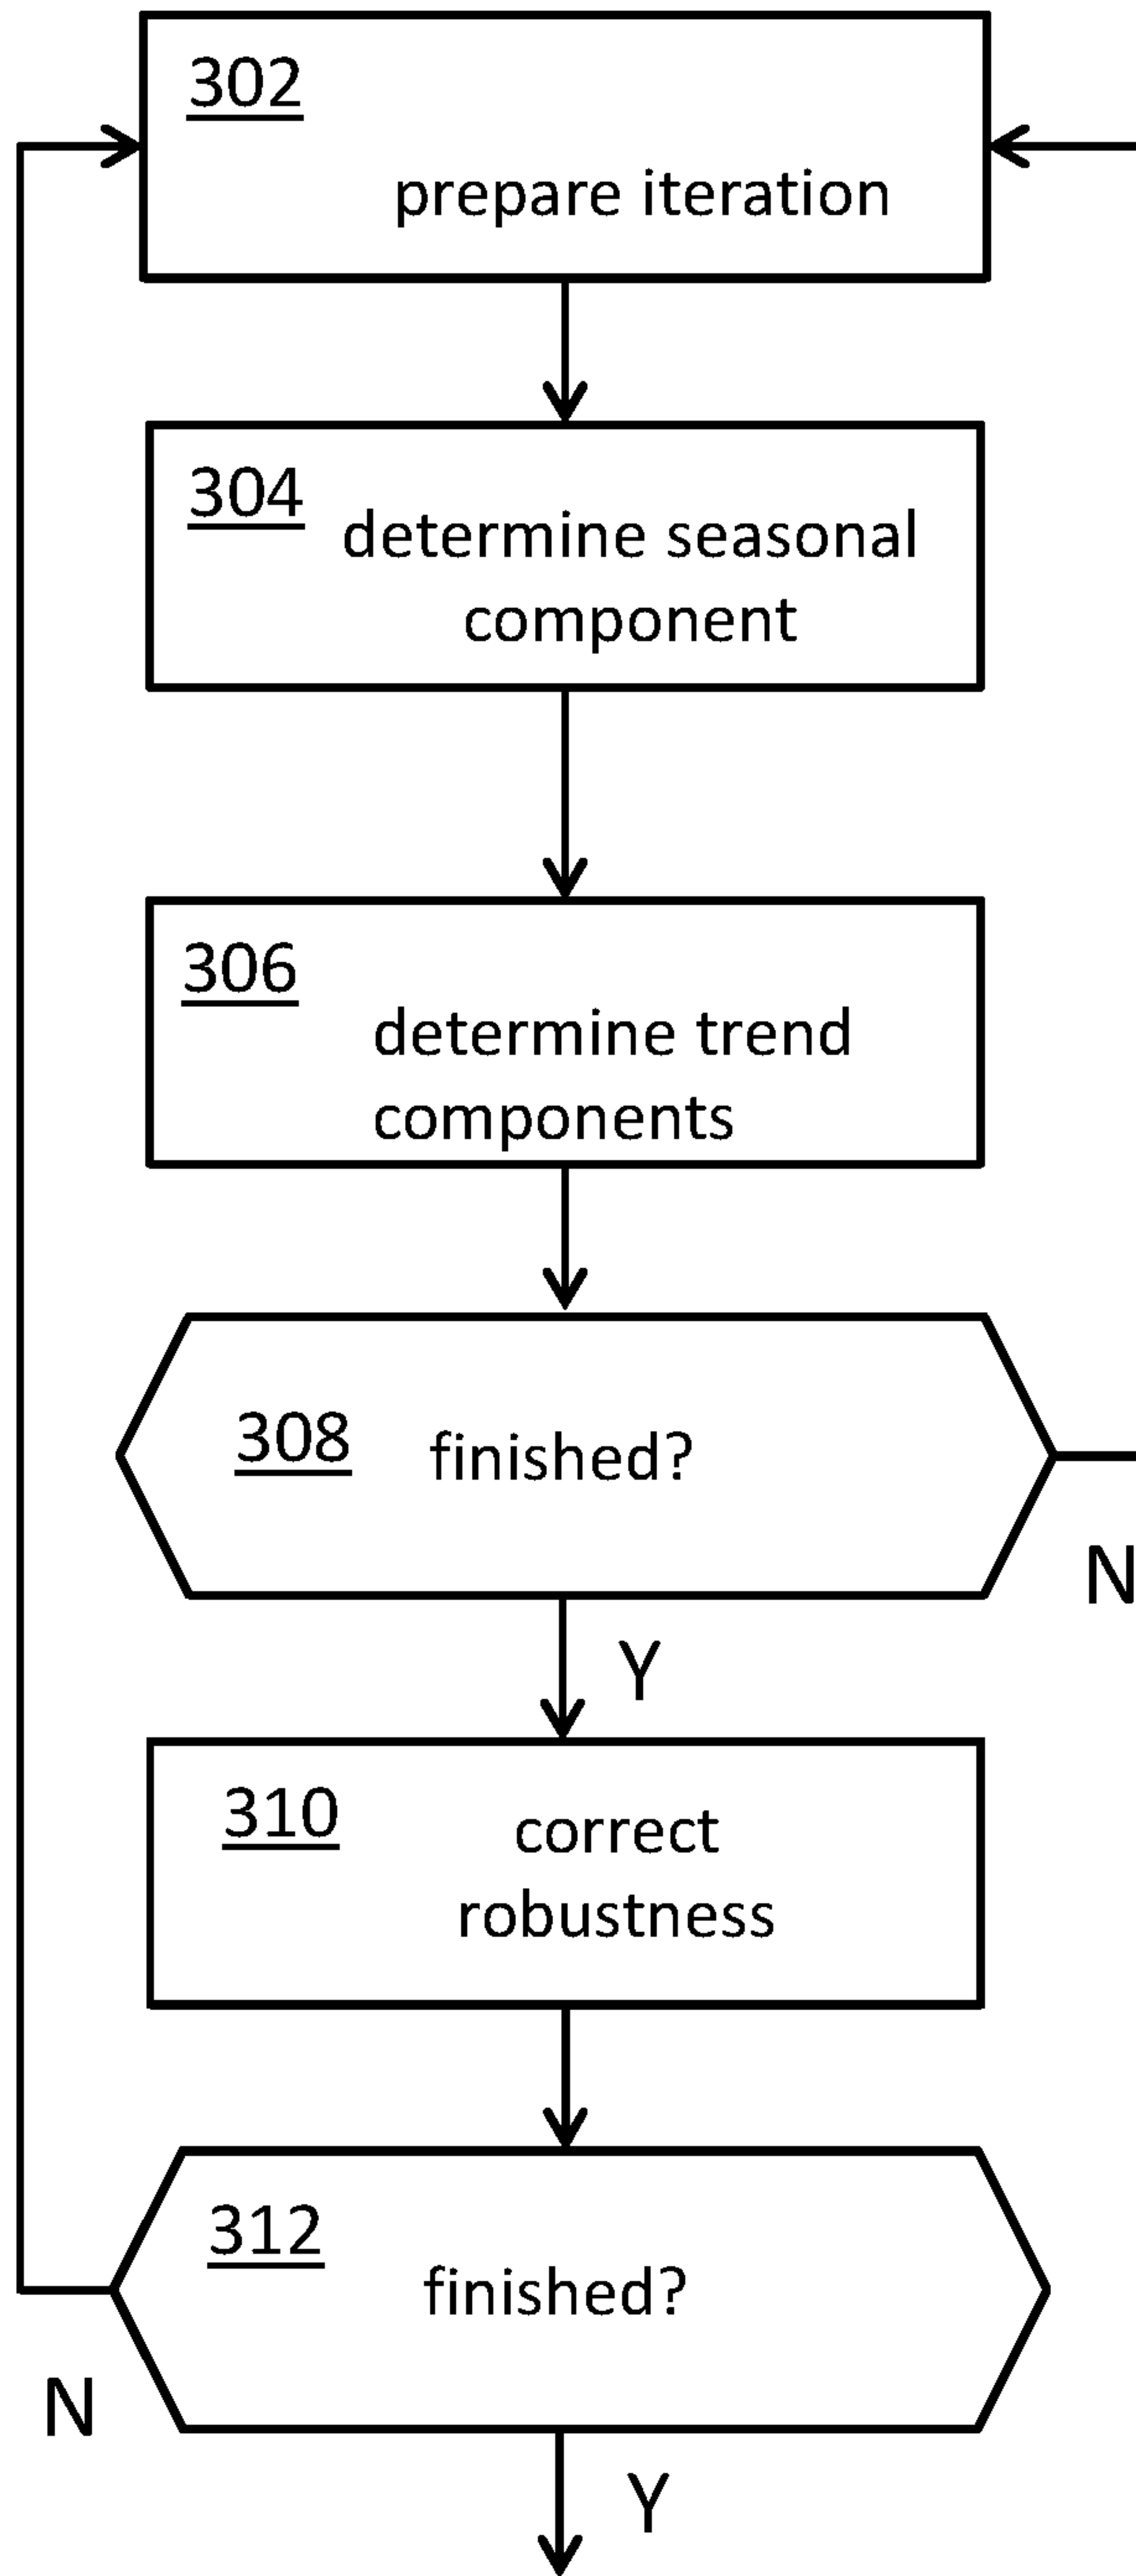 302
prepare iteration
304
determine seasonal
component
306
determine trend
components
308 finished?
N
Y
310
correct
robustness
312
finished?
N
Y